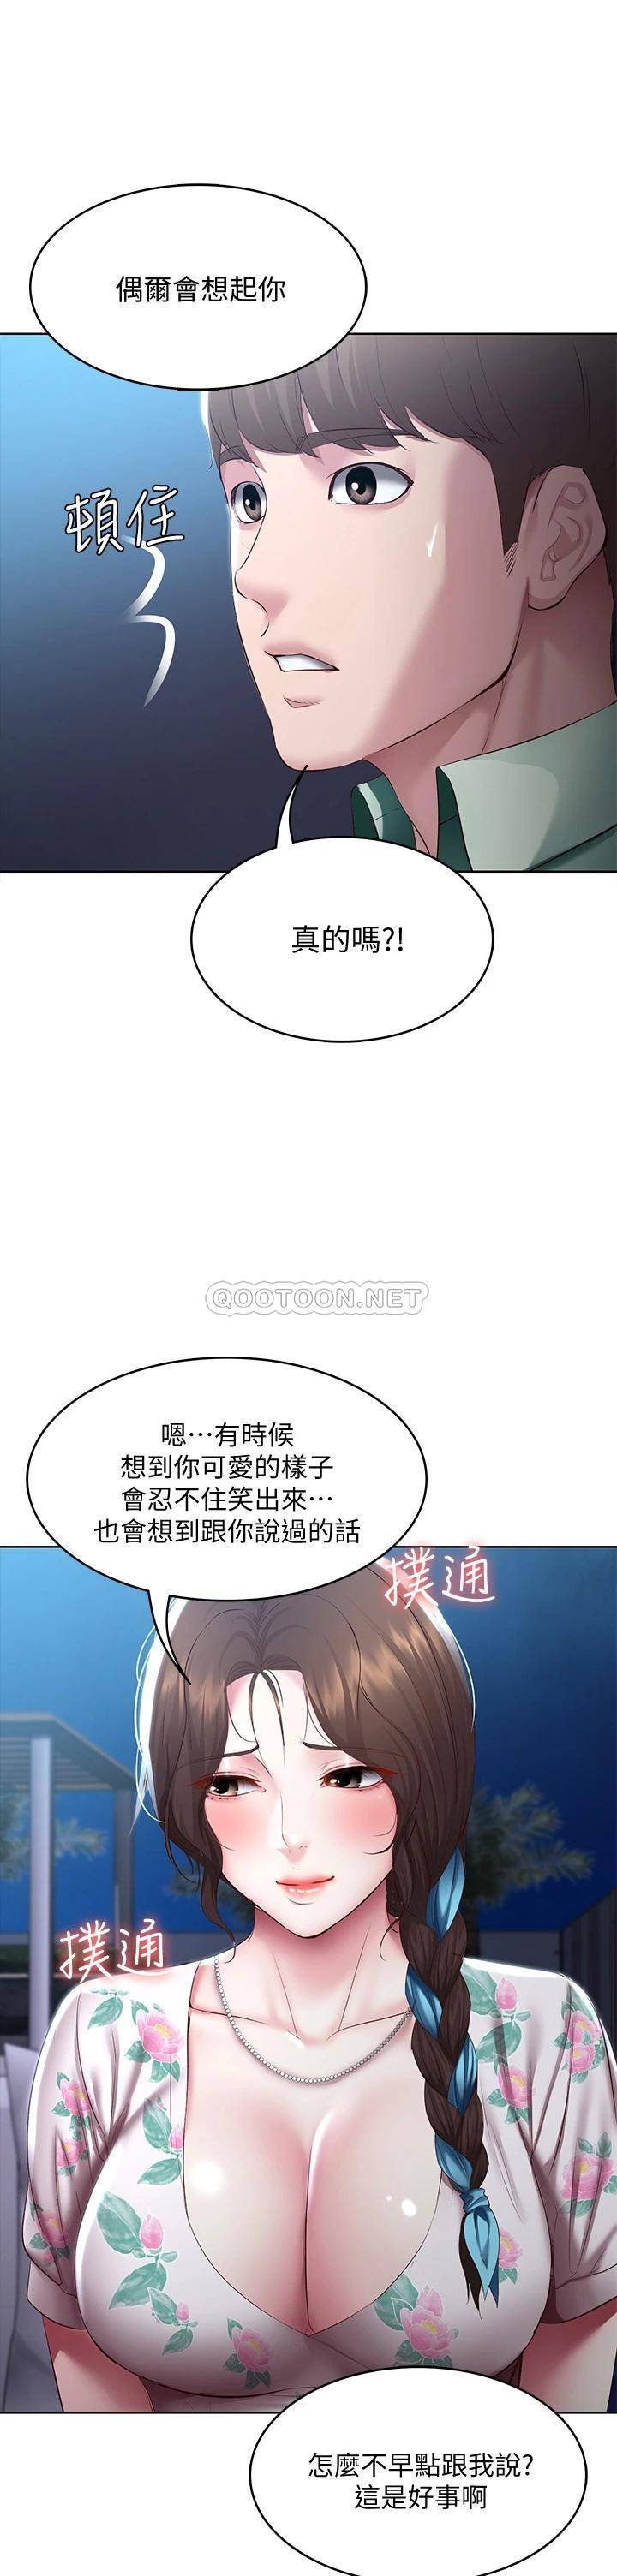 偶爾會想起你
頓住
真的嗎?!
QOOTOON.NET
嗯⋯有時候
想到你可愛的樣子
會忍不住笑出來⋯
也會想到跟你說過的話
撲通
撲通
怎麼不早點跟我說?
這是好事啊